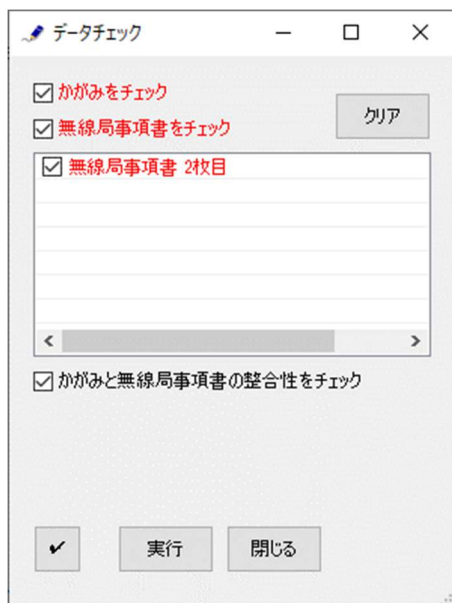 データチェック
かがみをチェック
クリア
無線局事項書をチェック
無線局事項書 2枚目
かがみと無線局事項書の整合性をチェック
実行
閉じる